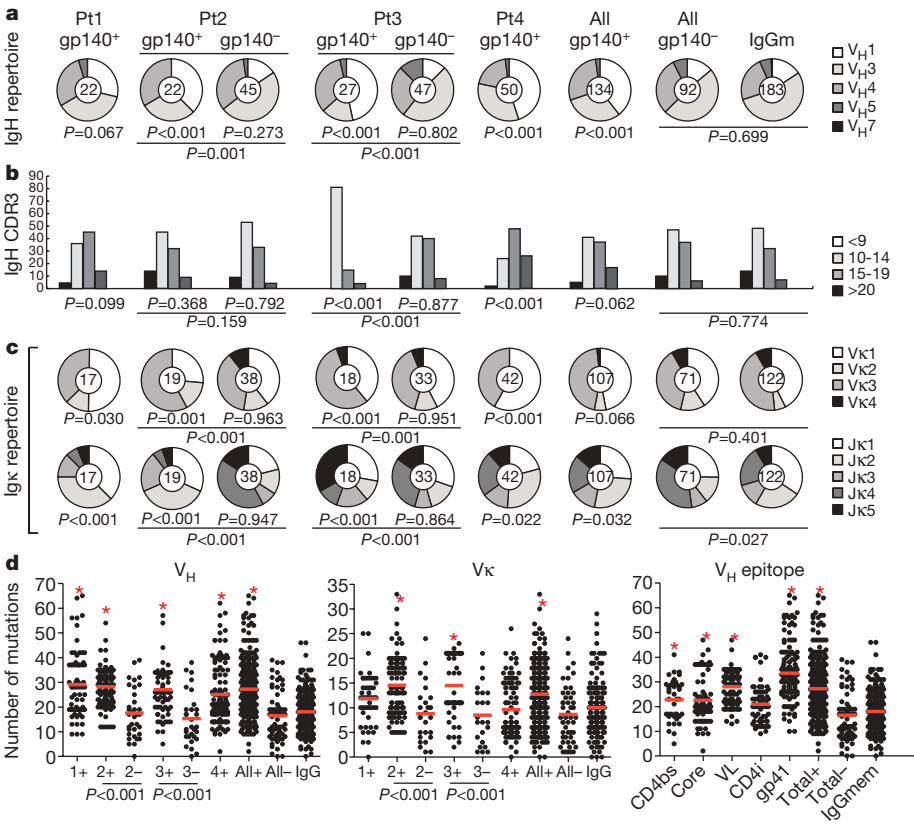 a
Pt1 Pt2 Pt3 Pt4 All All
gp140+ gp140+ gp140– gp140+ gp140– gp140+ gp140+ gp140– IgGm
IgH repertoire
22 22 45 27 47 50 134 92 183
VH1
VH3
VH4
VH5
VH7
P=0.067 P<0.001 P=0.273 P<0.001 P=0.802 P<0.001 P<0.001 P=0.699
P=0.001 P<0.001
b
IgH CDR3
90
80
70
60
50
40
30
20
10
0
<9
10-14
15-19
>20
P=0.099 P=0.368 P=0.792 P<0.001 P=0.877 P<0.001 P=0.062
P=0.159 P<0.001 P=0.774
c
Igκ repertoire
17 19 38 18 33 42 107 71 122
Vκ1
Vκ2
Vκ3
Vκ4
P=0.030 P=0.001 P=0.963 P<0.001 P=0.951 P<0.001 P=0.066
P<0.001 P=0.001 P=0.401
17 19 38 18 33 42 107 71 122
Jκ1
Jκ2
Jκ3
Jκ4
Jκ5
P<0.001 P<0.001 P=0.947 P<0.001 P=0.864 P=0.022 P=0.032
P<0.001 P<0.001 P=0.027
d
VH
Number of mutations
70
60
50
40
30
20
10
0
* * * * *
1+ 2+ 2– 3+ 3– 4+ All+ All– IgG
P<0.001 P<0.001
Vκ
35
30
25
20
15
10
5
0
* * *
1+ 2+ 2– 3+ 3– 4+ All+ All– IgG
P<0.001 P<0.001
VH epitope
70
60
50
40
30
20
10
0
* * * * *
CD4bs Core VL CD4i gp41 Total+ Total– IgGmem